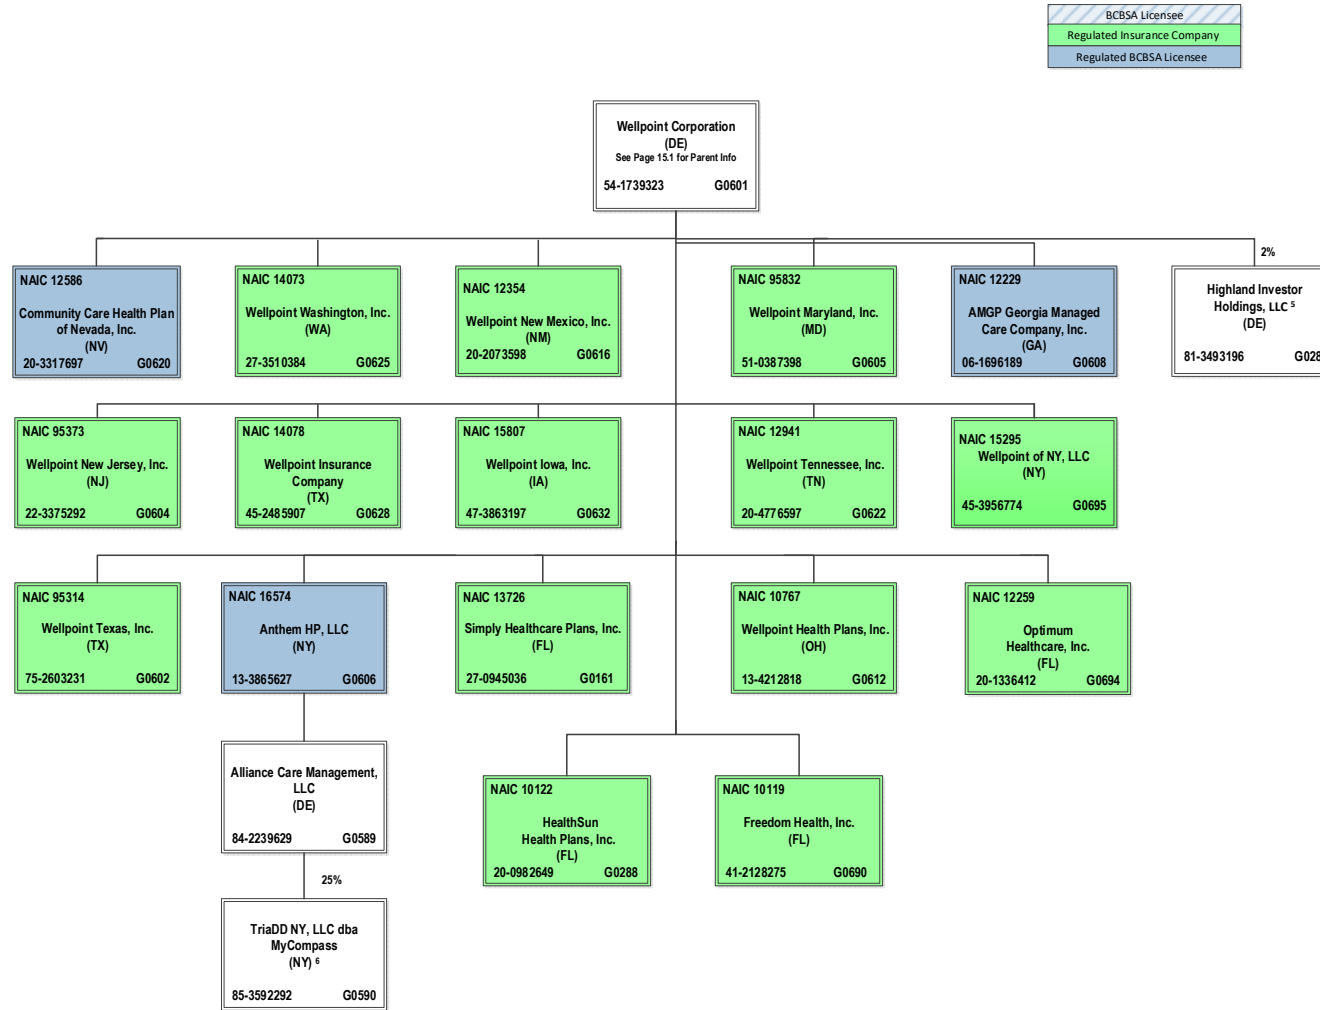 BCBSA Licensee
Regulated Insurance Company
Regulated BCBSA Licensee
Wellpoint Corporation
(DE)
See Page 15.1 for Parent Info
54-1739323 G0601
2%
NAIC 12586
Community Care Health Plan
of Nevada, Inc.
(NV)
20-3317697 G0620
NAIC 14073
Wellpoint Washington, Inc.
(WA)
27-3510384 G0625
NAIC 12354
Wellpoint New Mexico, Inc.
(NM)
20-2073598 G0616
NAIC 95832
Wellpoint Maryland, Inc.
(MD)
51-0387398 G0605
NAIC 12229
AMGP Georgia Managed
Care Company, Inc.
(GA)
06-1696189 G0608
Highland Investor
Holdings, LLC 5
(DE)
81-3493196 G028
NAIC 95373
Wellpoint New Jersey, Inc.
(NJ)
22-3375292 G0604
NAIC 14078
Wellpoint Insurance
Company
(TX)
45-2485907 G0628
NAIC 15807
Wellpoint Iowa, Inc.
(IA)
47-3863197 G0632
NAIC 12941
Wellpoint Tennessee, Inc.
(TN)
20-4776597 G0622
NAIC 15295
Wellpoint of NY, LLC
(NY)
45-3956774 G0695
NAIC 95314
Wellpoint Texas, Inc.
(TX)
75-2603231 G0602
NAIC 16574
Anthem HP, LLC
(NY)
13-3865627 G0606
NAIC 13726
Simply Healthcare Plans, Inc.
(FL)
27-0945036 G0161
NAIC 10767
Wellpoint Health Plans, Inc.
(OH)
13-4212818 G0612
NAIC 12259
Optimum
Healthcare, Inc.
(FL)
20-1336412 G0694
Alliance Care Management,
LLC
(DE)
84-2239629 G0589
NAIC 10122
HealthSun
Health Plans, Inc.
(FL)
20-0982649 G0288
NAIC 10119
Freedom Health, Inc.
(FL)
41-2128275 G0690
25%
TriaDD NY, LLC dba
MyCompass
(NY) 6
85-3592292 G0590